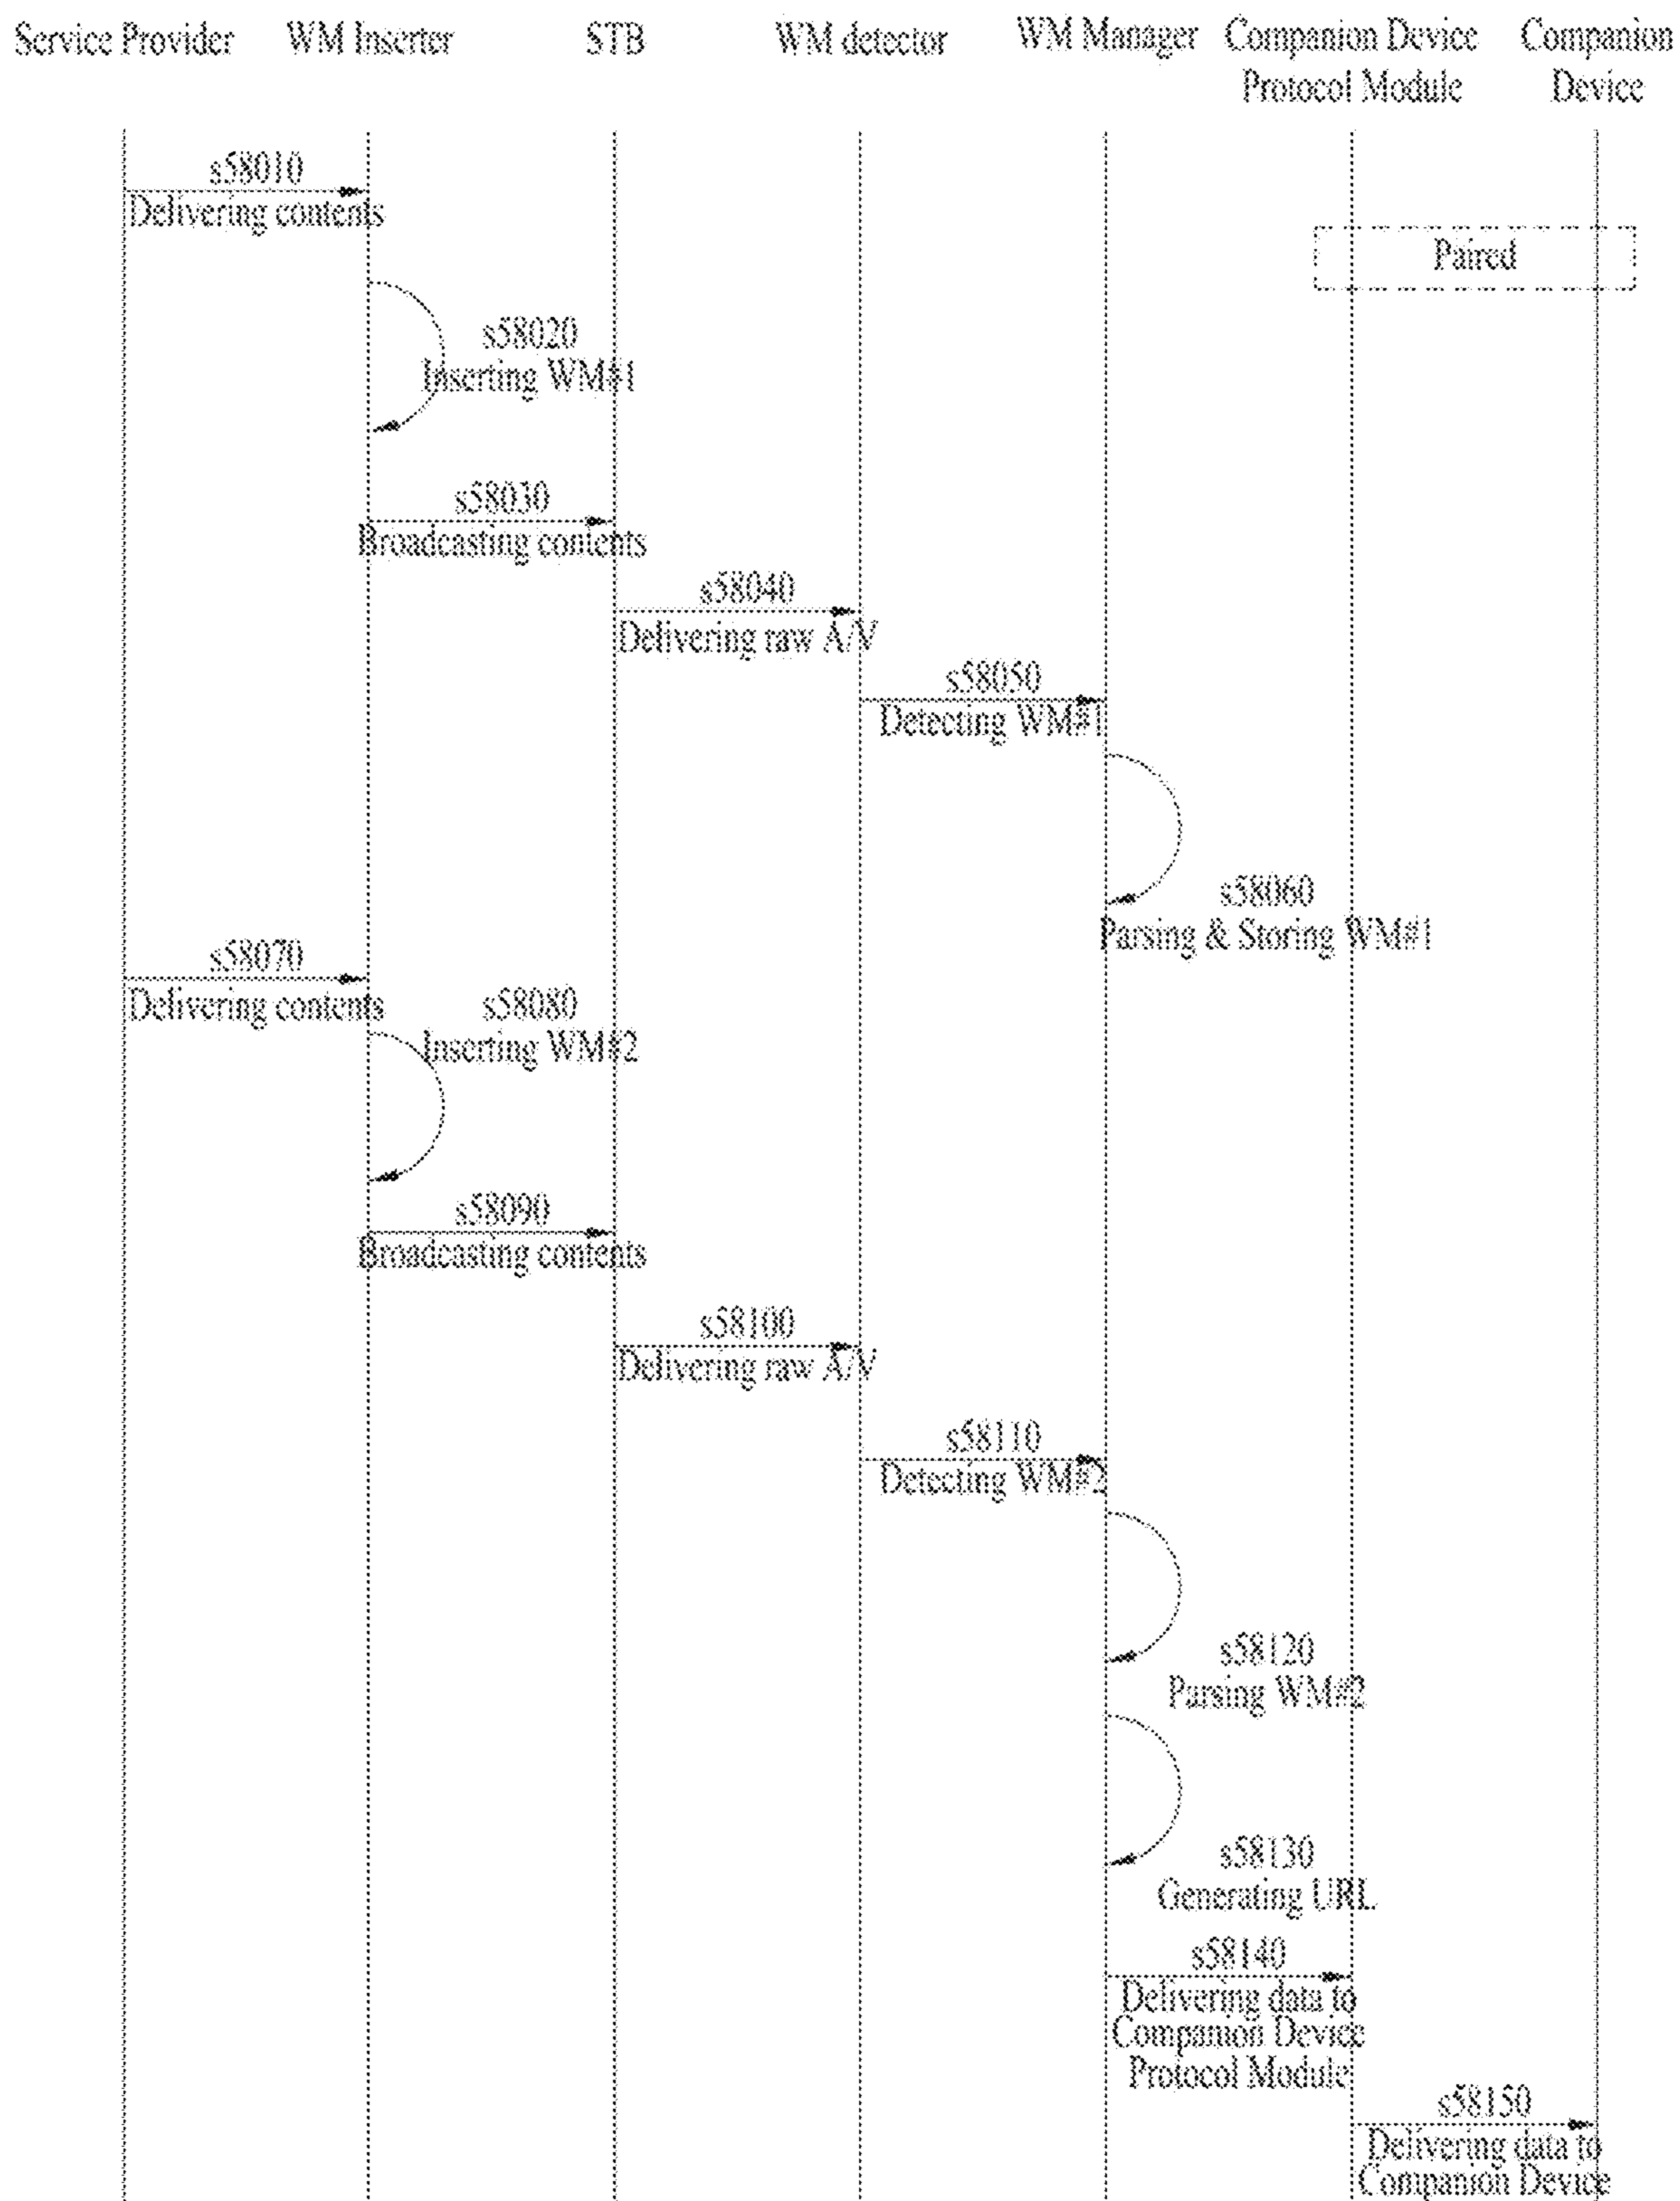 Service Provider
WM Inserter
STB
WM detector
WM Manager
Companion Device
Protocol Module
Companion
Device
s58010
Delivering contents
Paired
s58020
Inserting WM#1
s58030
Broadcasting contents
s58040
Delivering raw A/V
s58050
Detecting WM#1
s58060
Parsing & Storing WM#1
s58070
Delivering contents
s58080
Inserting WM#2
s58090
Broadcasting contents
s58100
Delivering raw A/V
s58110
Detecting WM#2
s58120
Parsing WM#2
s58130
Generating URL
s58140
Delivering data to
Companion Device
Protocol Module
s58150
Delivering data to
Companion Device